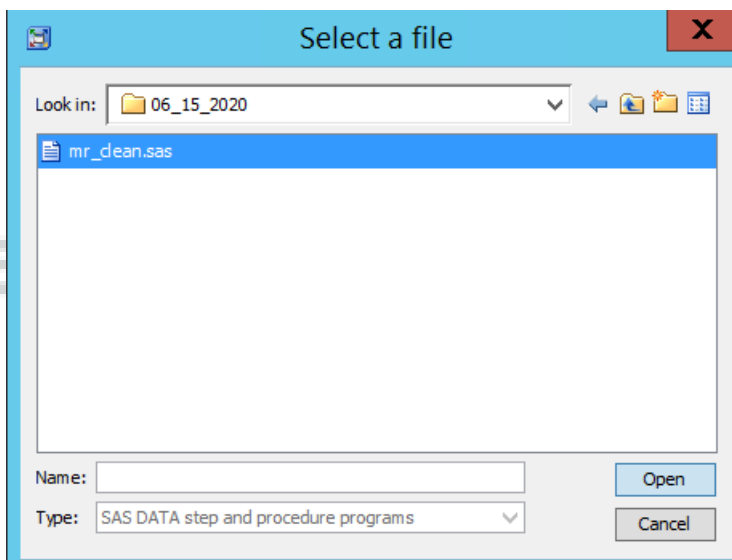 Select a file
X
Look in: 06_15_2020
mr_clean.sas
Name:
Open
Type: SAS DATA step and procedure programs
Cancel